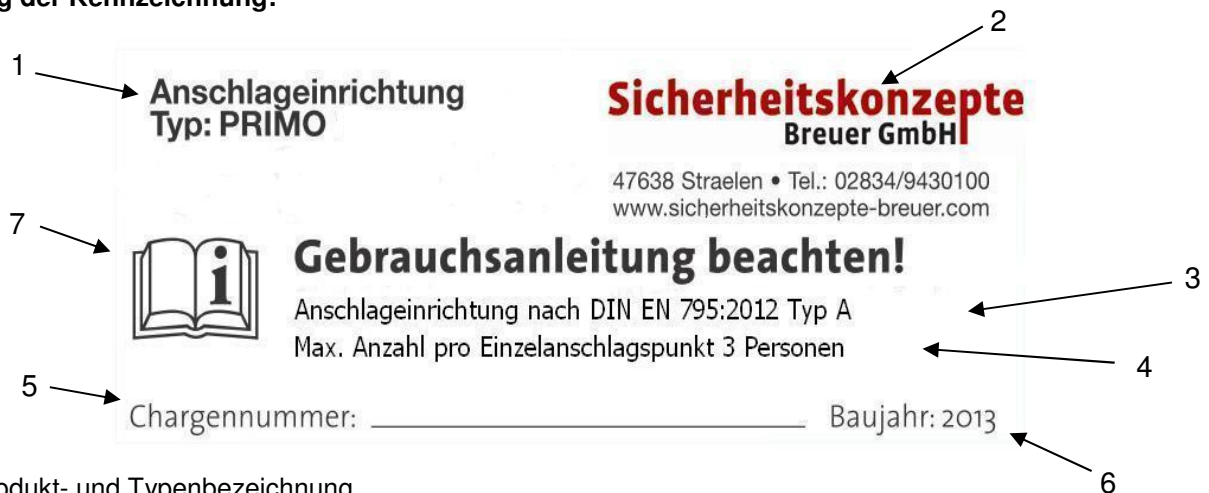 g der Kennzeichnung:
2
1
Anschlageinrichtung
Typ: PRIMO
Sicherheitskonzepte
Breuer GmbH
47638 Straelen • Tel.: 02834/9430100
www.sicherheitskonzepte-breuer.com
7
i
Gebrauchsanleitung beachten!
3
Anschlageinrichtung nach DIN EN 795:2012 Typ A
Max. Anzahl pro Einzelanschlagspunkt 3 Personen
4
5
Chargennummer: ____________________ Baujahr: 2013
6
odukt- und Typenbezeichnung